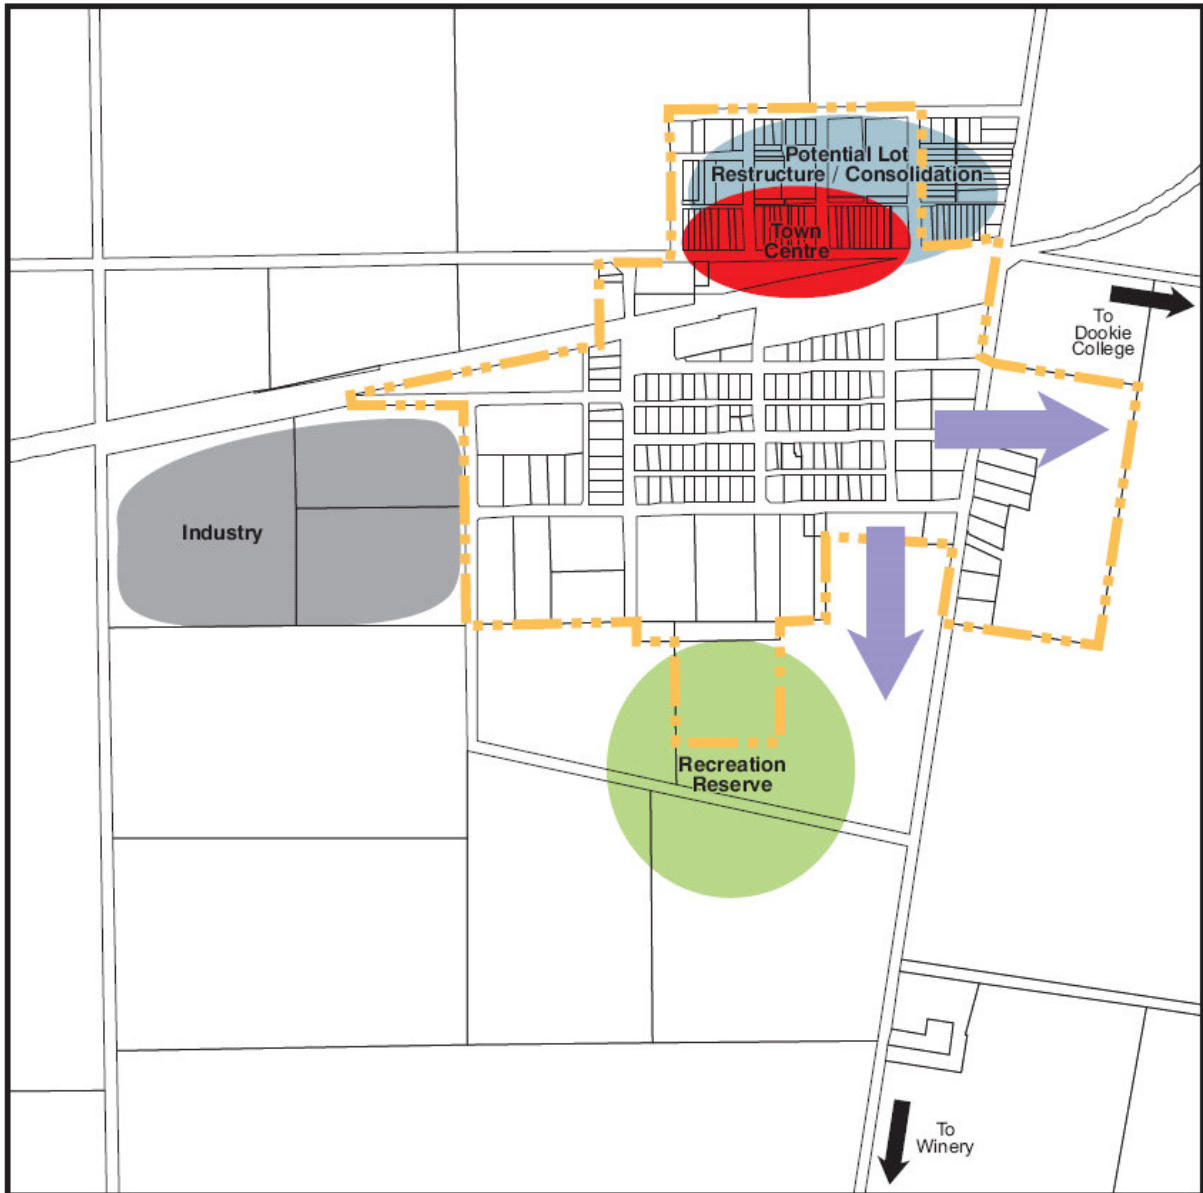 Potential Lot
Restructure / Consolidation
Town
Centre
To
Dookie
College
Industry
Recreation
Reserve
To
Winery